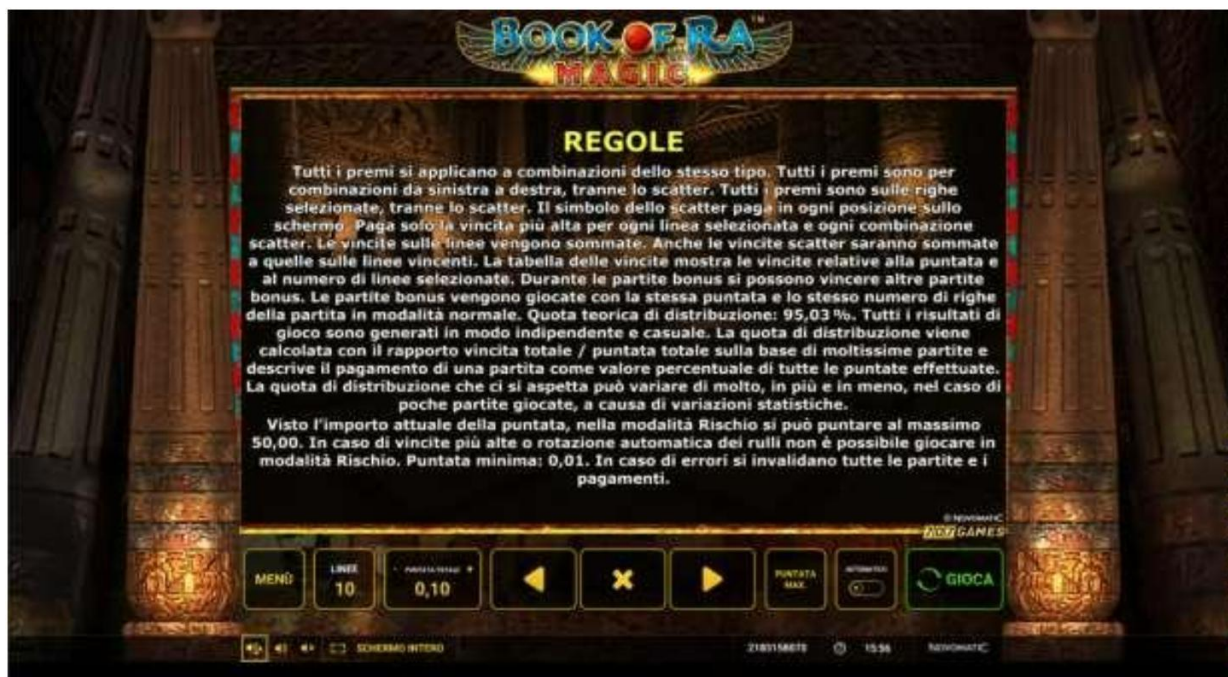 BOOK OF RA™
MAGIC
REGOLE
Tutti i premi si applicano a combinazioni dello stesso tipo. Tutti i premi sono per
combinazioni da sinistra a destra, tranne lo scatter. Tutti i premi sono sulle righe
selezionate, tranne lo scatter. Il simbolo dello scatter paga in ogni posizione sullo
schermo. Paga solo la vincita più alta per ogni linea selezionata e ogni combinazione
scatter. Le vincite sulle linee vengono sommate. Anche le vincite scatter saranno sommate
a quelle sulle linee vincenti. La tabella delle vincite mostra le vincite relative alla puntata e
al numero di linee selezionate. Durante le partite bonus si possono vincere altre partite
bonus. Le partite bonus vengono giocate con la stessa puntata e lo stesso numero di righe
della partita in modalità normale. Quota teorica di distribuzione: 95,03 %. Tutti i risultati di
gioco sono generati in modo indipendente e casuale. La quota di distribuzione viene
calcolata con il rapporto vincita totale / puntata totale sulla base di moltissime partite e
descrive il pagamento di una partita come valore percentuale di tutte le puntate effettuate.
La quota di distribuzione che ci si aspetta può variare di molto, in più e in meno, nel caso di
poche partite giocate, a causa di variazioni statistiche.
Visto l'importo attuale della puntata, nella modalità Rischio si può puntare al massimo
50,00. In caso di vincite più alte o rotazione automatica dei rulli non è possibile giocare in
modalità Rischio. Puntata minima: 0,01. In caso di errori si invalidano tutte le partite e i
pagamenti.
© NOVOMATIC
GAMES
MENÙ
LINEE
10
- PUNTATA TOTALE +
0,10
PUNTATA
MAX.
AUTOMATICO
GIOCA
SCHERMO INTERO
2183158070
15:56
NOVOMATIC